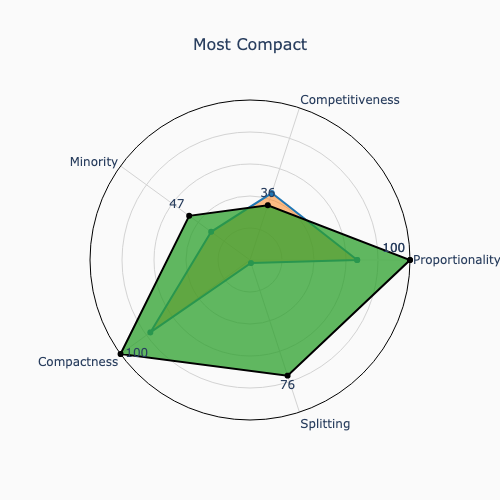 Most Compact
Competitiveness
Minority
36
47
100
Proportionality
100
Compactness
76
Splitting